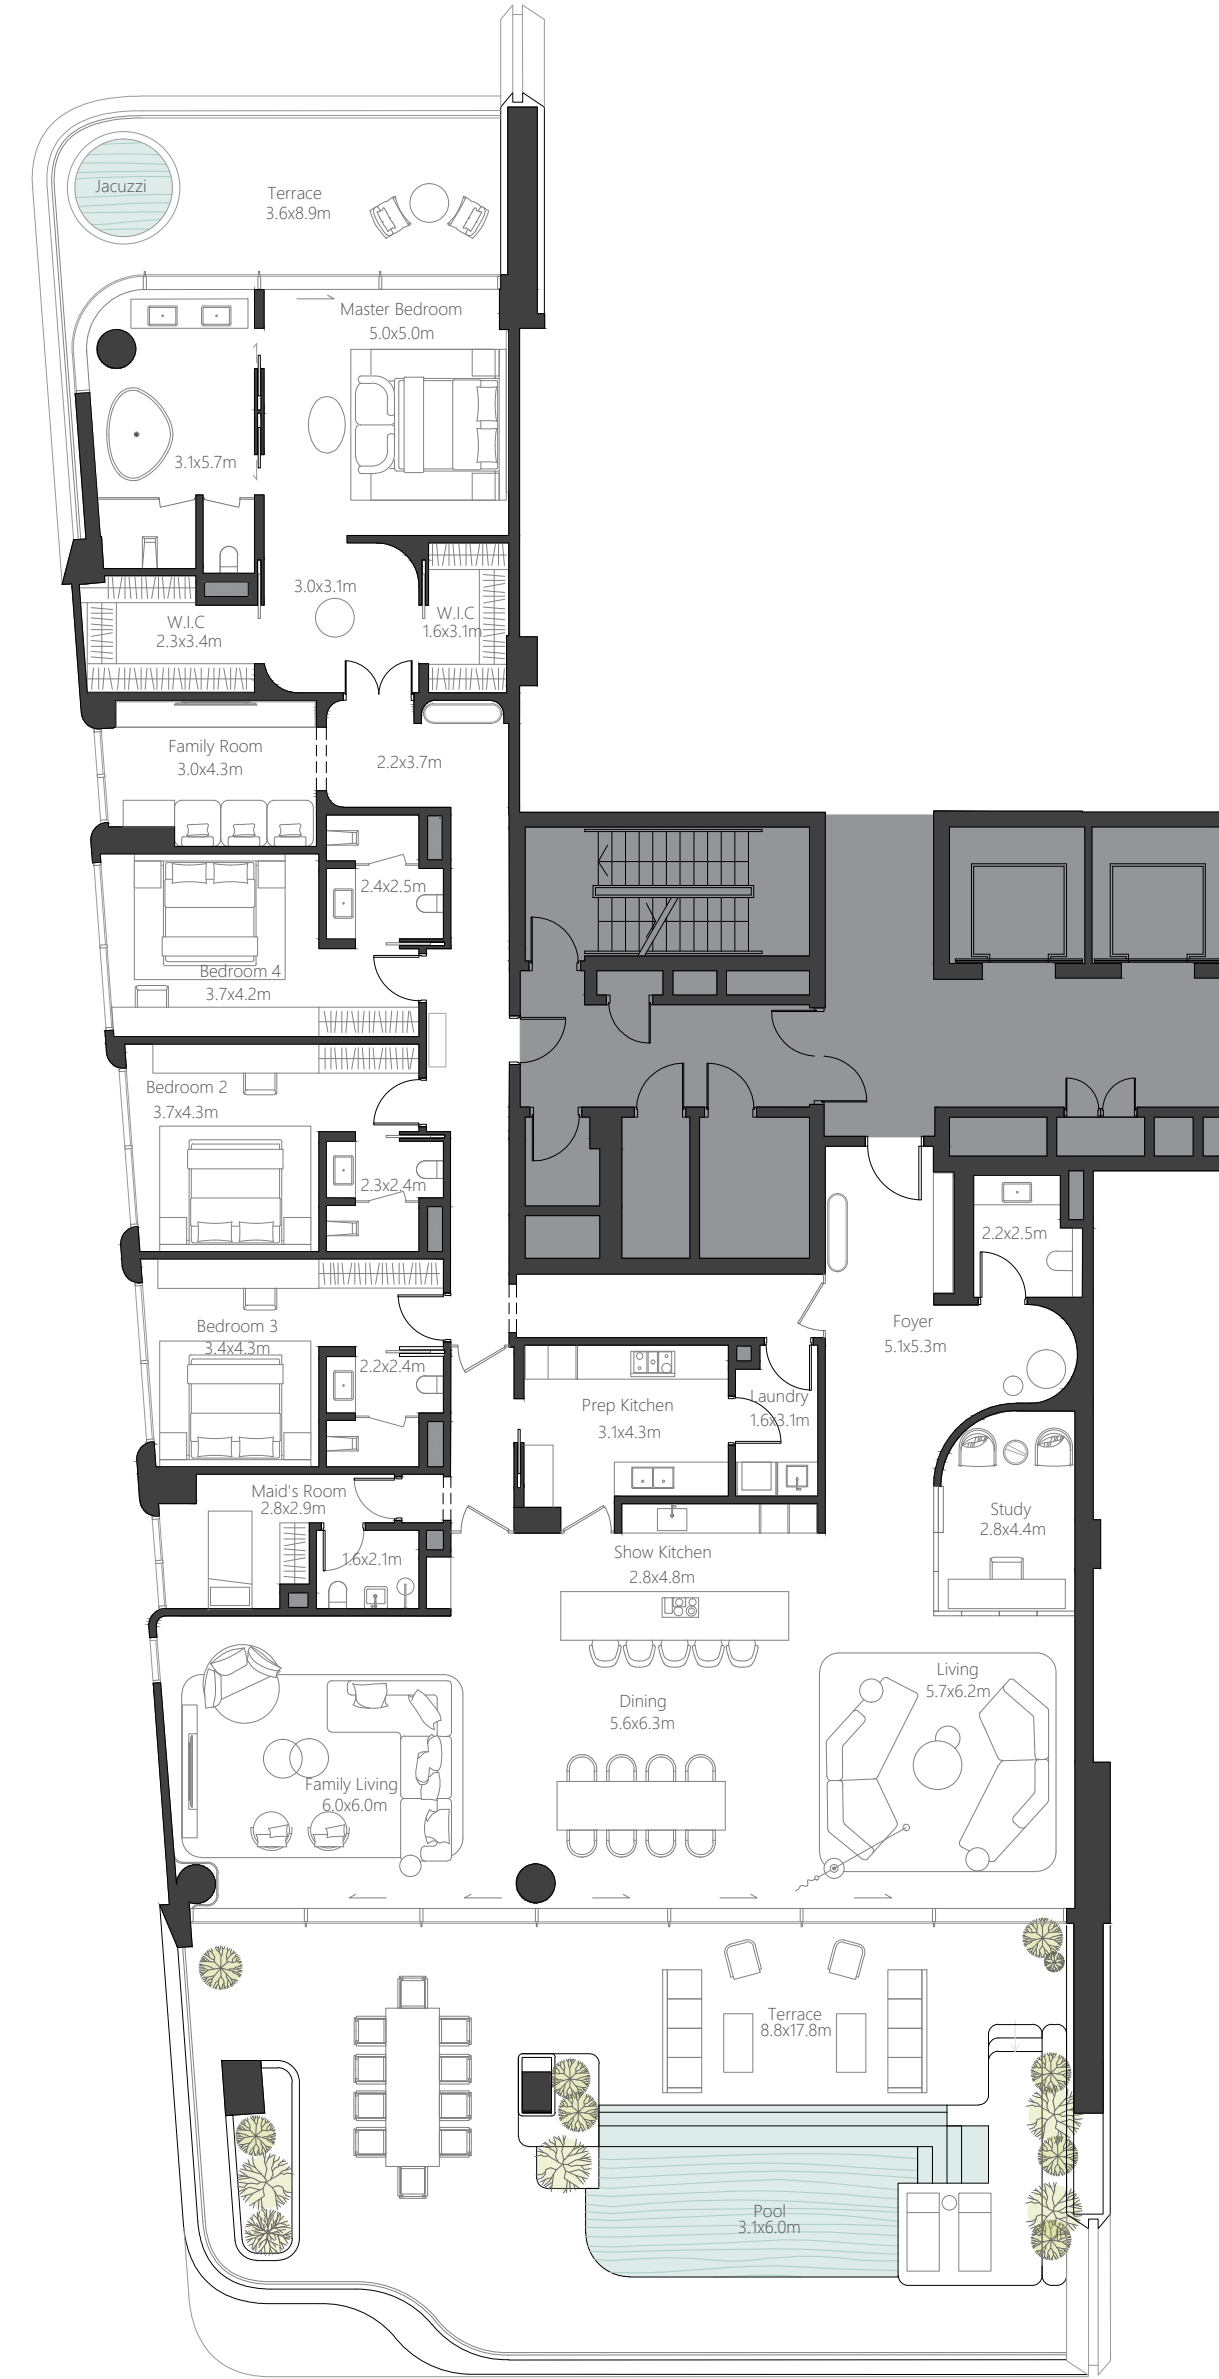 Jacuzzi
Terrace
3.6x8.9m
Master Bedroom
5.0x5.0m
3.1x5.7m
3.0x3.1m
W.I.C
2.3x3.4m
W.I.C
1.6x3.1m
Family Room
3.0x4.3m
2.2x3.7m
2.4x2.5m
Bedroom 4
3.7x4.2m
Bedroom 2
3.7x4.3m
2.3x2.4m
2.2x2.5m
Bedroom 3
3.4x4.3m
2.2x2.4m
Foyer
5.1x5.3m
Prep Kitchen
3.1x4.3m
Laundry
1.6x3.1m
Maid's Room
2.8x2.9m
1.6x2.1m
Study
2.8x4.4m
Show Kitchen
2.8x4.8m
Living
5.7x6.2m
Dining
5.6x6.3m
Family Living
6.0x6.0m
Terrace
8.8x17.8m
Pool
3.1x6.0m